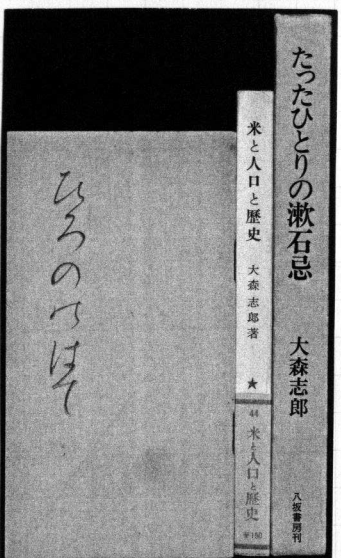 たったひとりの漱石忌
大森志郎
八坂書房刊
米と人口と歴史
大森志郎著
★
44
米と人口と歴史
¥150